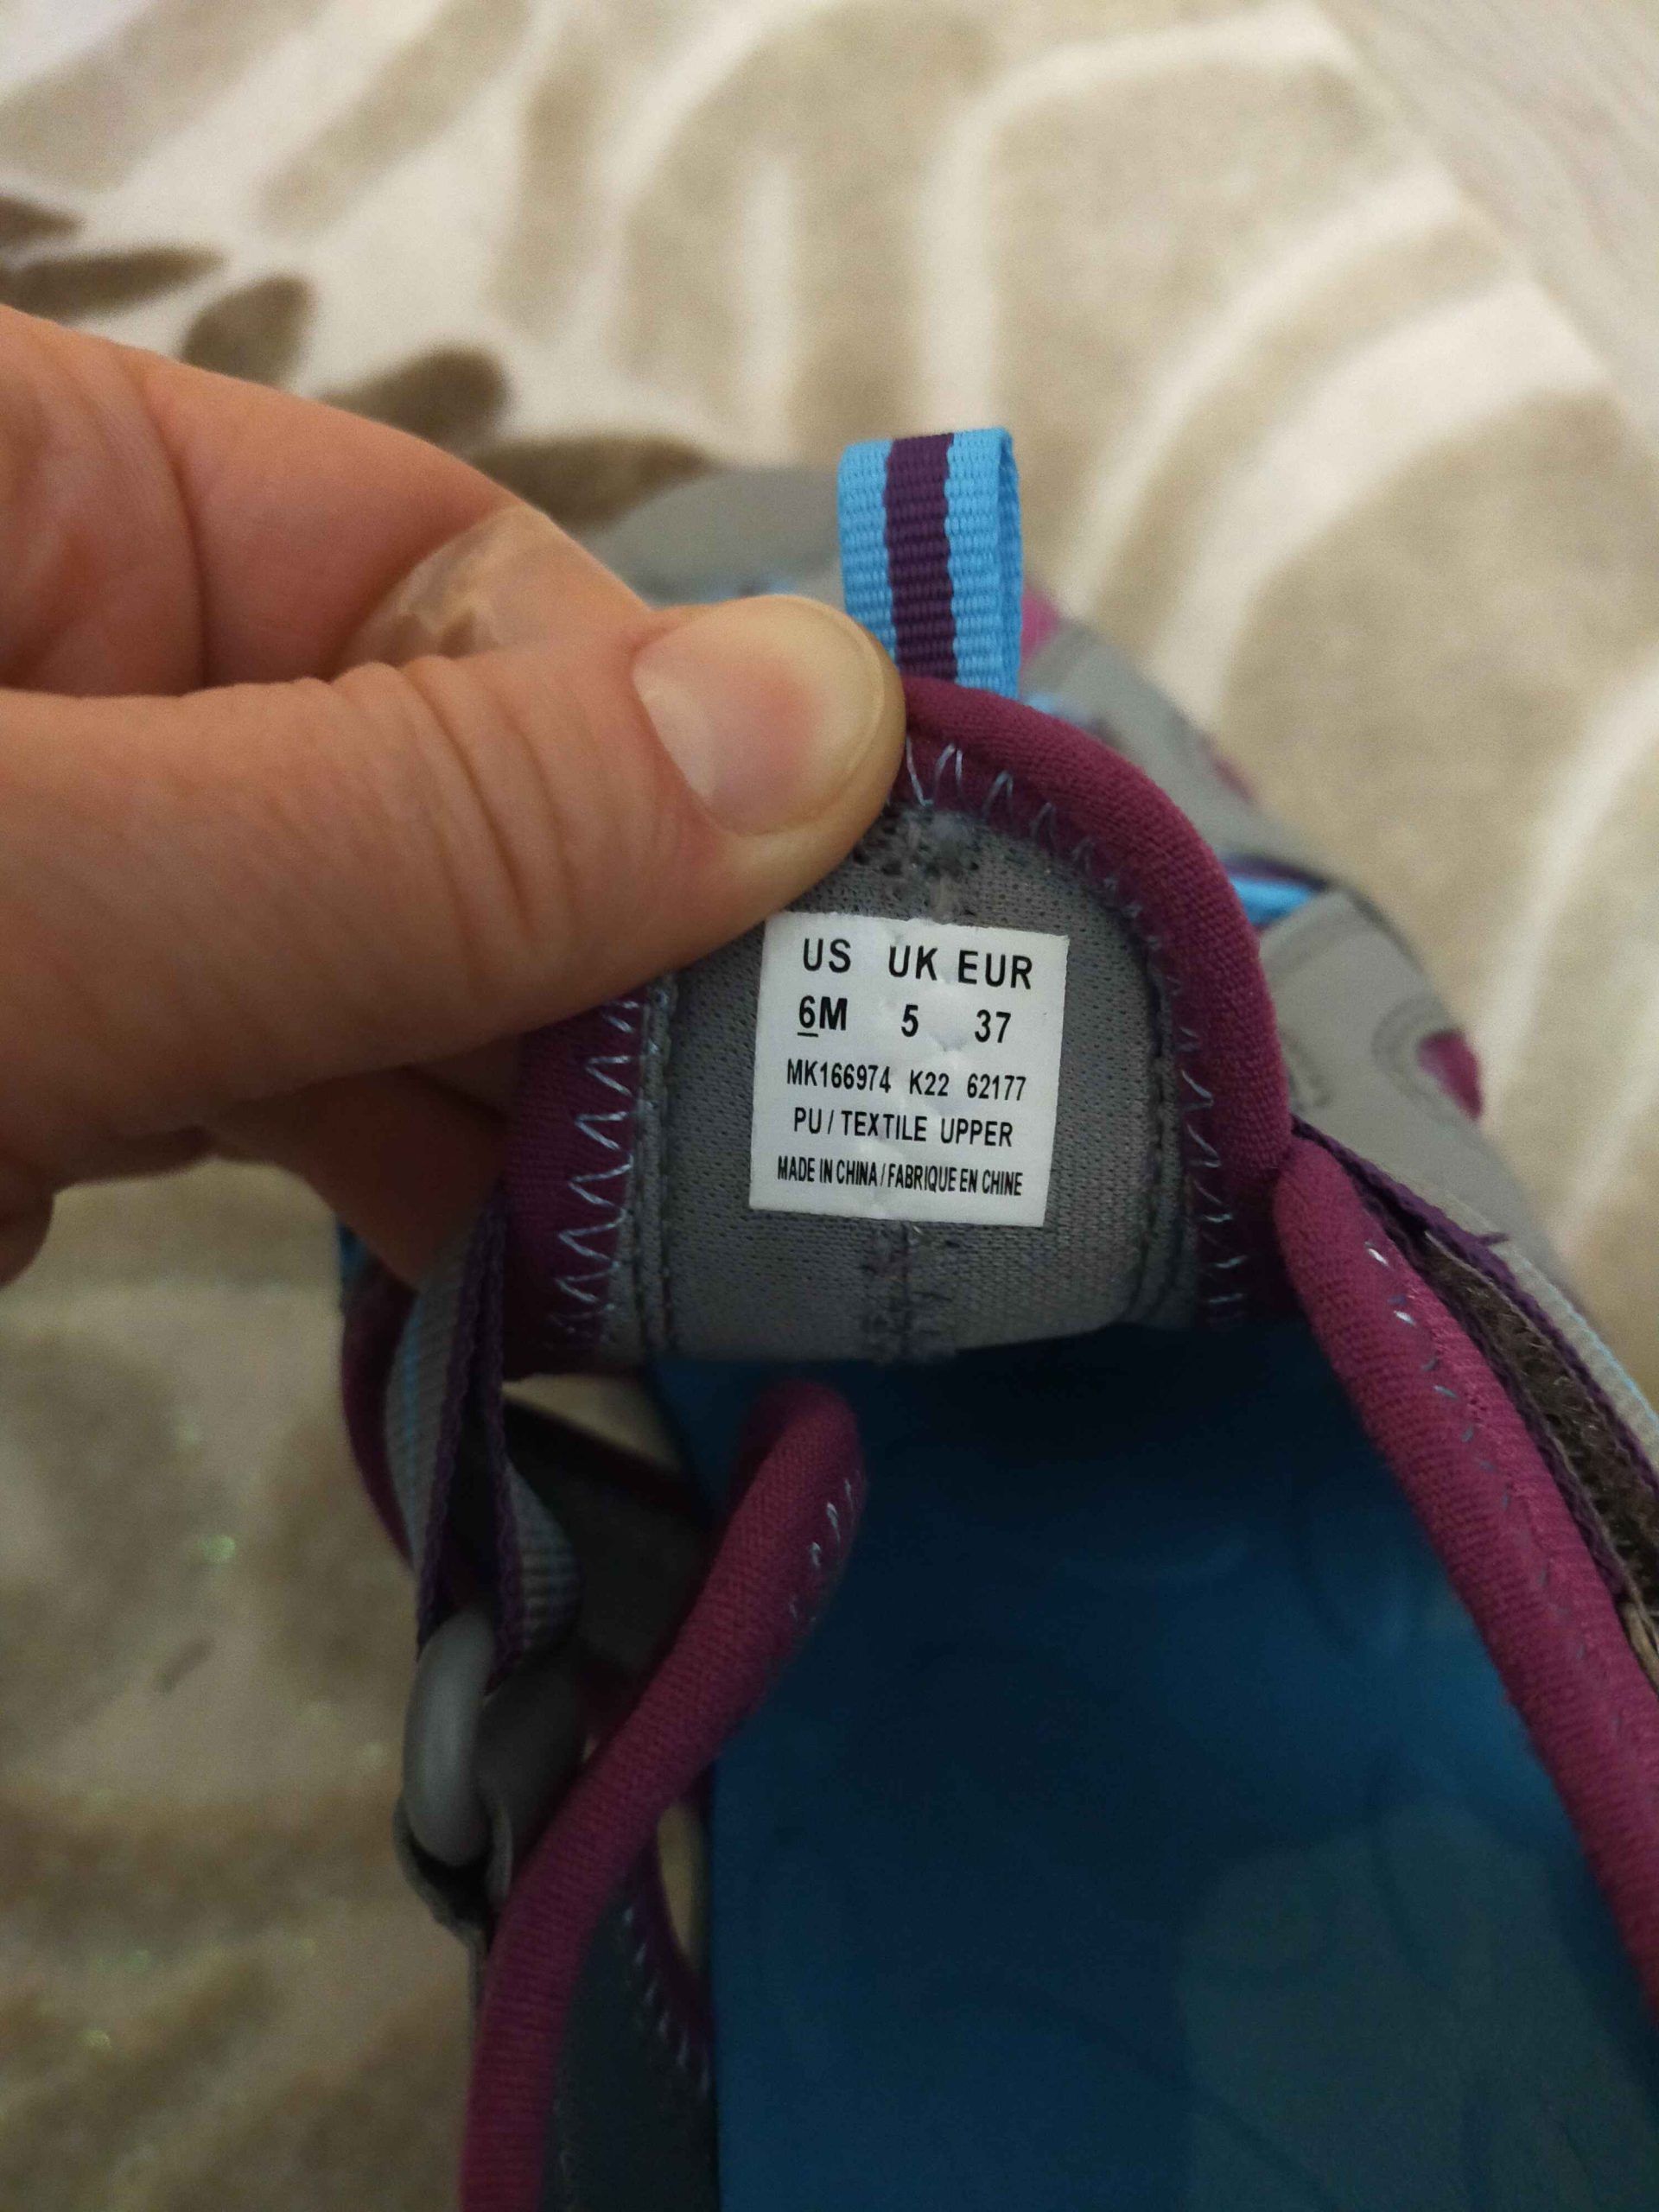 US UK EUR
6M 5 37
MK166974 K22 62177
PU / TEXTILE UPPER
MADE IN CHINA / FABRIQUE EN CHINE